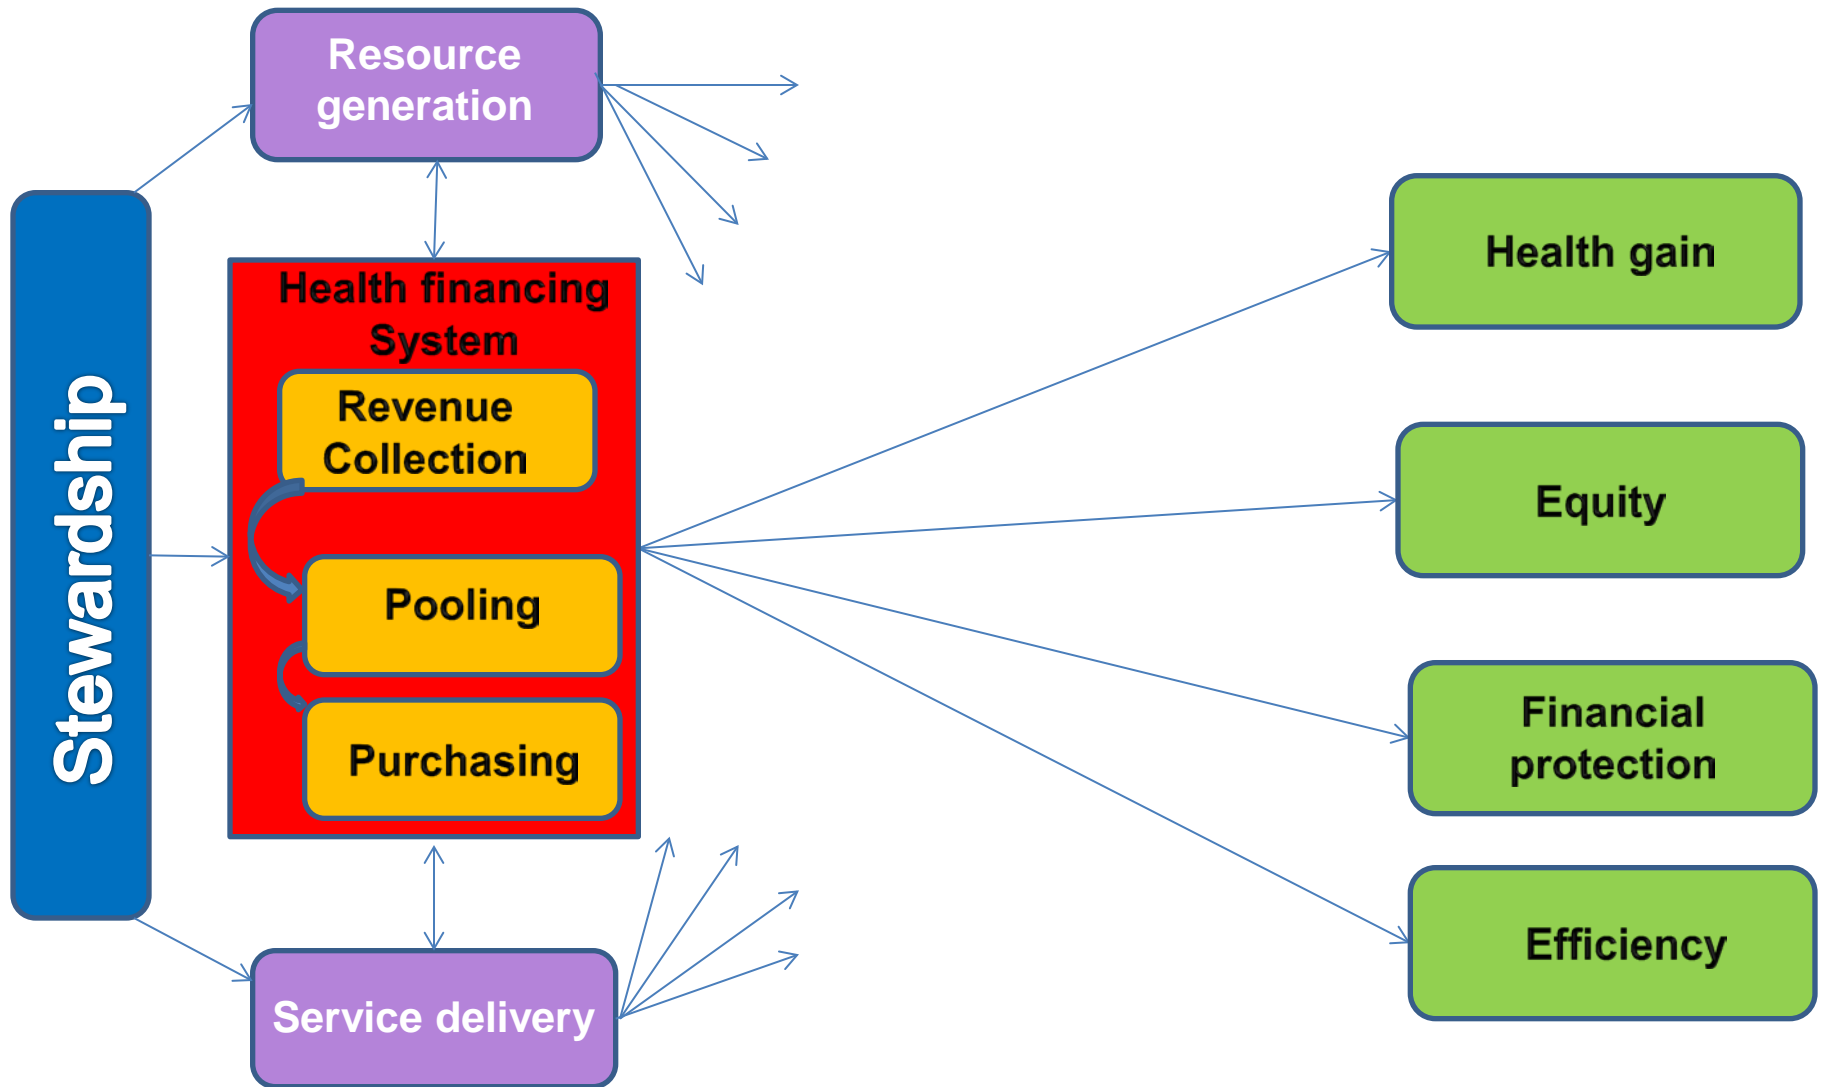 Resource
generation
Stewardship
Health financing
System
Revenue
Collection
Pooling
Purchasing
Service delivery
Health gain
Equity
Financial
protection
Efficiency